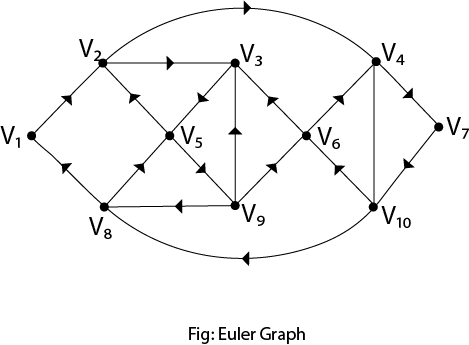 V2 V3 V4
V1 V5 V6 V7
V8 V9 V10
Fig: Euler Graph